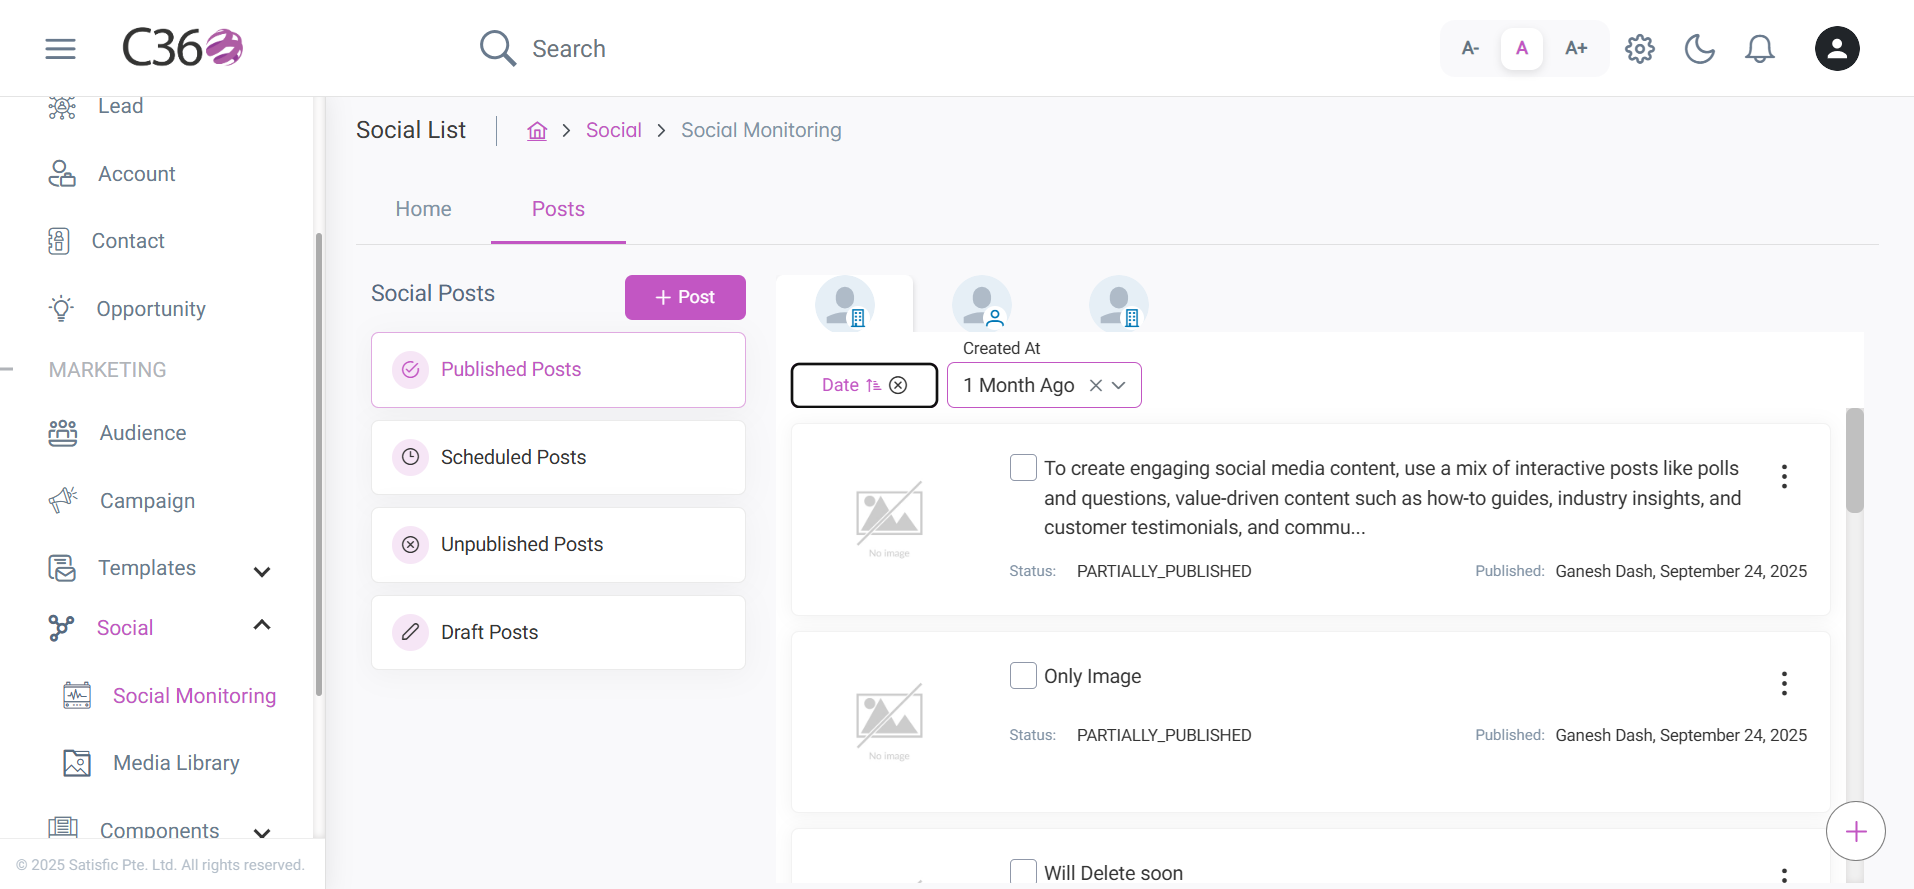 C360
Search
A-
A
A+
Lead
Account
Contact
Opportunity
MARKETING
Audience
Campaign
Templates
Social
Social Monitoring
Media Library
Components
© 2025 Satisfic Pte. Ltd. All rights reserved.
Social List
Social
Social Monitoring
Home
Posts
Social Posts
Post
Published Posts
Scheduled Posts
Unpublished Posts
Draft Posts
Created At
Date
1 Month Ago
To create engaging social media content, use a mix of interactive posts like polls
and questions, value-driven content such as how-to guides, industry insights, and
customer testimonials, and commu...
No image
Status: PARTIALLY_PUBLISHED
Published: Ganesh Dash, September 24, 2025
Only Image
No image
Status: PARTIALLY_PUBLISHED
Published: Ganesh Dash, September 24, 2025
Will Delete soon